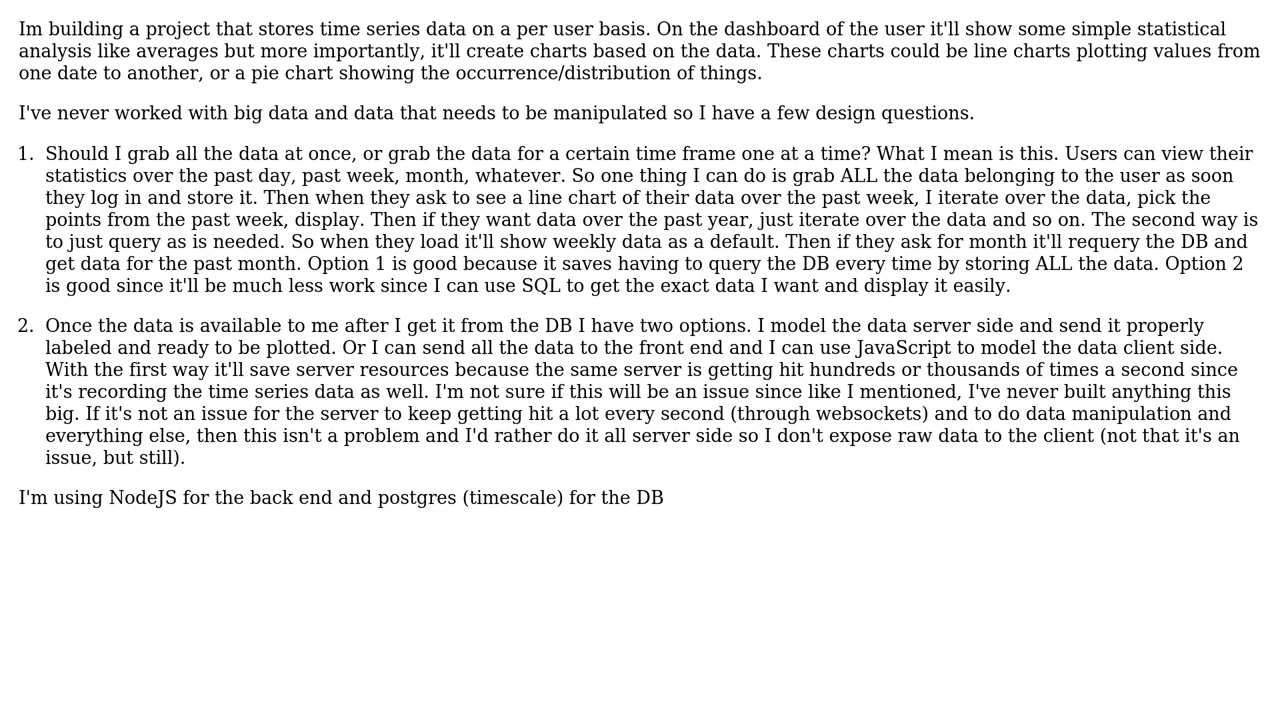 Im building a project that stores time series data on a per user basis. On the dashboard of the user it'll show some simple statistical
analysis like averages but more importantly, it'll create charts based on the data. These charts could be line charts plotting values from
one date to another, or a pie chart showing the occurrence/distribution of things.
I've never worked with big data and data that needs to be manipulated so I have a few design questions.
1. Should I grab all the data at once, or grab the data for a certain time frame one at a time? What I mean is this. Users can view their
statistics over the past day, past week, month, whatever. So one thing I can do is grab ALL the data belonging to the user as soon
they log in and store it. Then when they ask to see a line chart of their data over the past week, I iterate over the data, pick the
points from the past week, display. Then if they want data over the past year, just iterate over the data and so on. The second way is
to just query as is needed. So when they load it'll show weekly data as a default. Then if they ask for month it'll requery the DB and
get data for the past month. Option 1 is good because it saves having to query the DB every time by storing ALL the data. Option 2
is good since it'll be much less work since I can use SQL to get the exact data I want and display it easily.
2. Once the data is available to me after I get it from the DB I have two options. I model the data server side and send it properly
labeled and ready to be plotted. Or I can send all the data to the front end and I can use JavaScript to model the data client side.
With the first way it'll save server resources because the same server is getting hit hundreds or thousands of times a second since
it's recording the time series data as well. I'm not sure if this will be an issue since like I mentioned, I've never built anything this
big. If it's not an issue for the server to keep getting hit a lot every second (through websockets) and to do data manipulation and
everything else, then this isn't a problem and I'd rather do it all server side so I don't expose raw data to the client (not that it's an
issue, but still).
I'm using NodeJS for the back end and postgres (timescale) for the DB